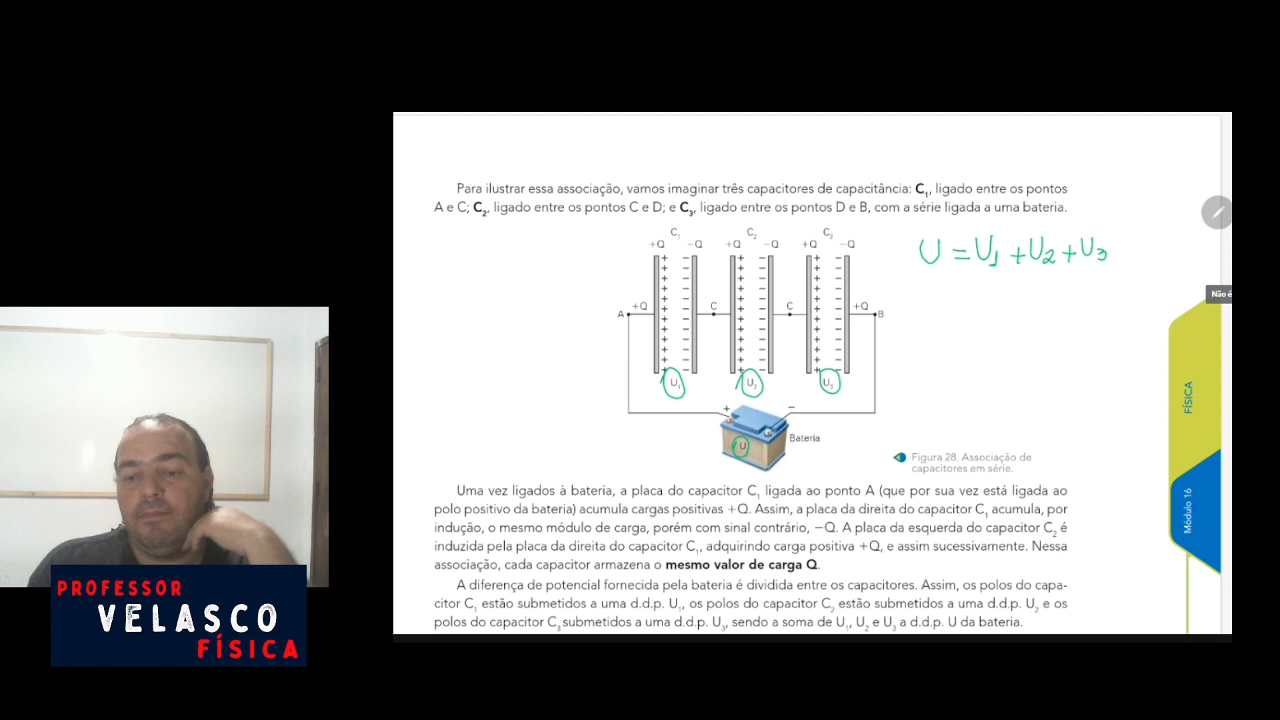 Para ilustrar essa associação, vamos imaginar três capacitores de capacitância: C1, ligado entre os pontos
A e C; C2, ligado entre os pontos C e D; e C3, ligado entre os pontos D e B, com a série ligada a uma bateria.
C1 C2 C3
+Q −Q +Q −Q +Q −Q
U = U1 + U2 + U3
Não é
A +Q C C +Q B
U1 U2 U3
+ −
U
Bateria
Figura 28. Associação de
capacitores em série.
Uma vez ligados à bateria, a placa do capacitor C1 ligada ao ponto A (que por sua vez está ligada ao
polo positivo da bateria) acumula cargas positivas +Q. Assim, a placa da direita do capacitor C1 acumula, por
indução, o mesmo módulo de carga, porém com sinal contrário, −Q. A placa da esquerda do capacitor C2 é
induzida pela placa da direita do capacitor C1, adquirindo carga positiva +Q, e assim sucessivamente. Nessa
associação, cada capacitor armazena o mesmo valor de carga Q.
A diferença de potencial fornecida pela bateria é dividida entre os capacitores. Assim, os polos do capa-
citor C1 estão submetidos a uma d.d.p. U1, os polos do capacitor C2 estão submetidos a uma d.d.p. U2 e os
polos do capacitor C3 submetidos a uma d.d.p. U3, sendo a soma de U1, U2 e U3 a d.d.p. U da bateria.
FÍSICA
Módulo 16
PROFESSOR
VELASCO
FÍSICA